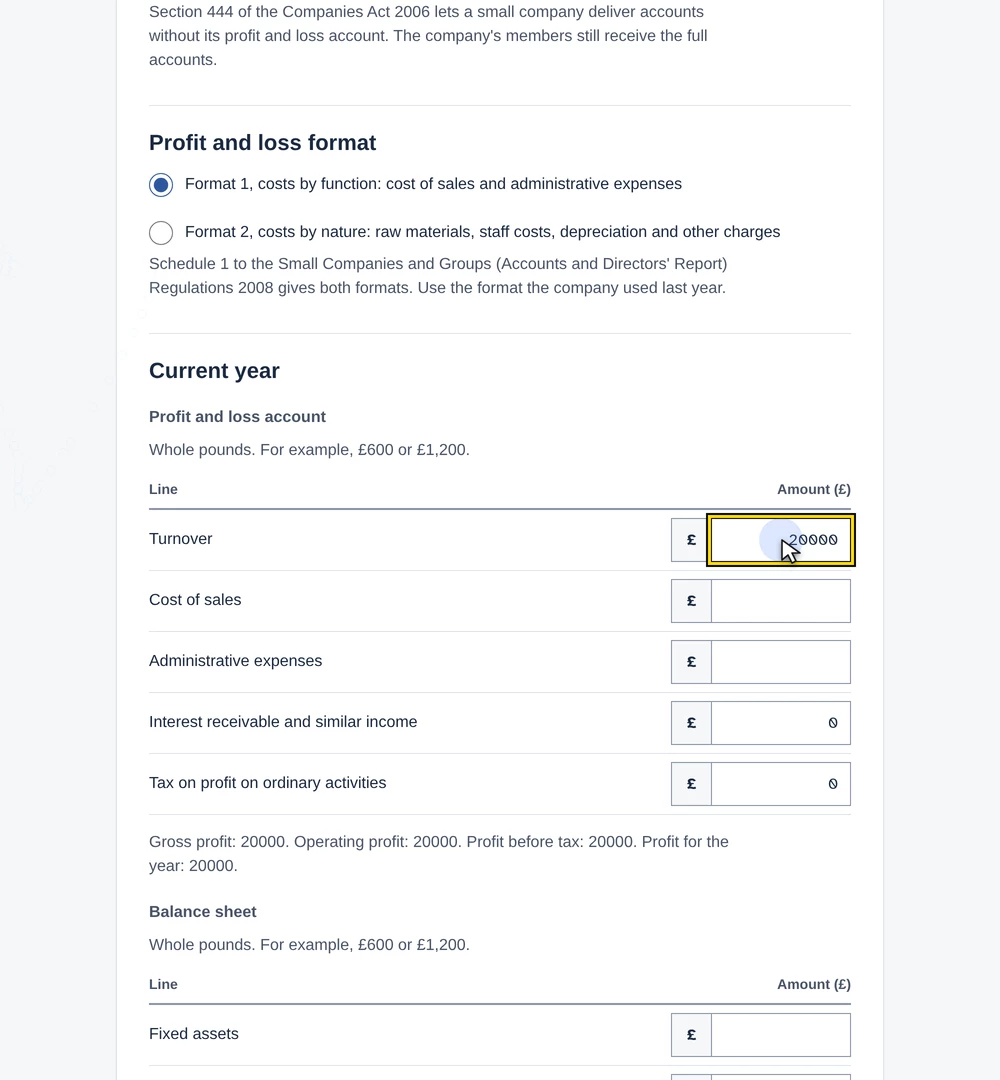 Section 444 of the Companies Act 2006 lets a small company deliver accounts
without its profit and loss account. The company's members still receive the full
accounts.
Profit and loss format
Format 1, costs by function: cost of sales and administrative expenses
Format 2, costs by nature: raw materials, staff costs, depreciation and other charges
Schedule 1 to the Small Companies and Groups (Accounts and Directors' Report)
Regulations 2008 gives both formats. Use the format the company used last year.
Current year
Profit and loss account
Whole pounds. For example, £600 or £1,200.
Line Amount (£)
Turnover £ 20000
Cost of sales £
Administrative expenses £
Interest receivable and similar income £ 0
Tax on profit on ordinary activities £ 0
Gross profit: 20000. Operating profit: 20000. Profit before tax: 20000. Profit for the
year: 20000.
Balance sheet
Whole pounds. For example, £600 or £1,200.
Line Amount (£)
Fixed assets £